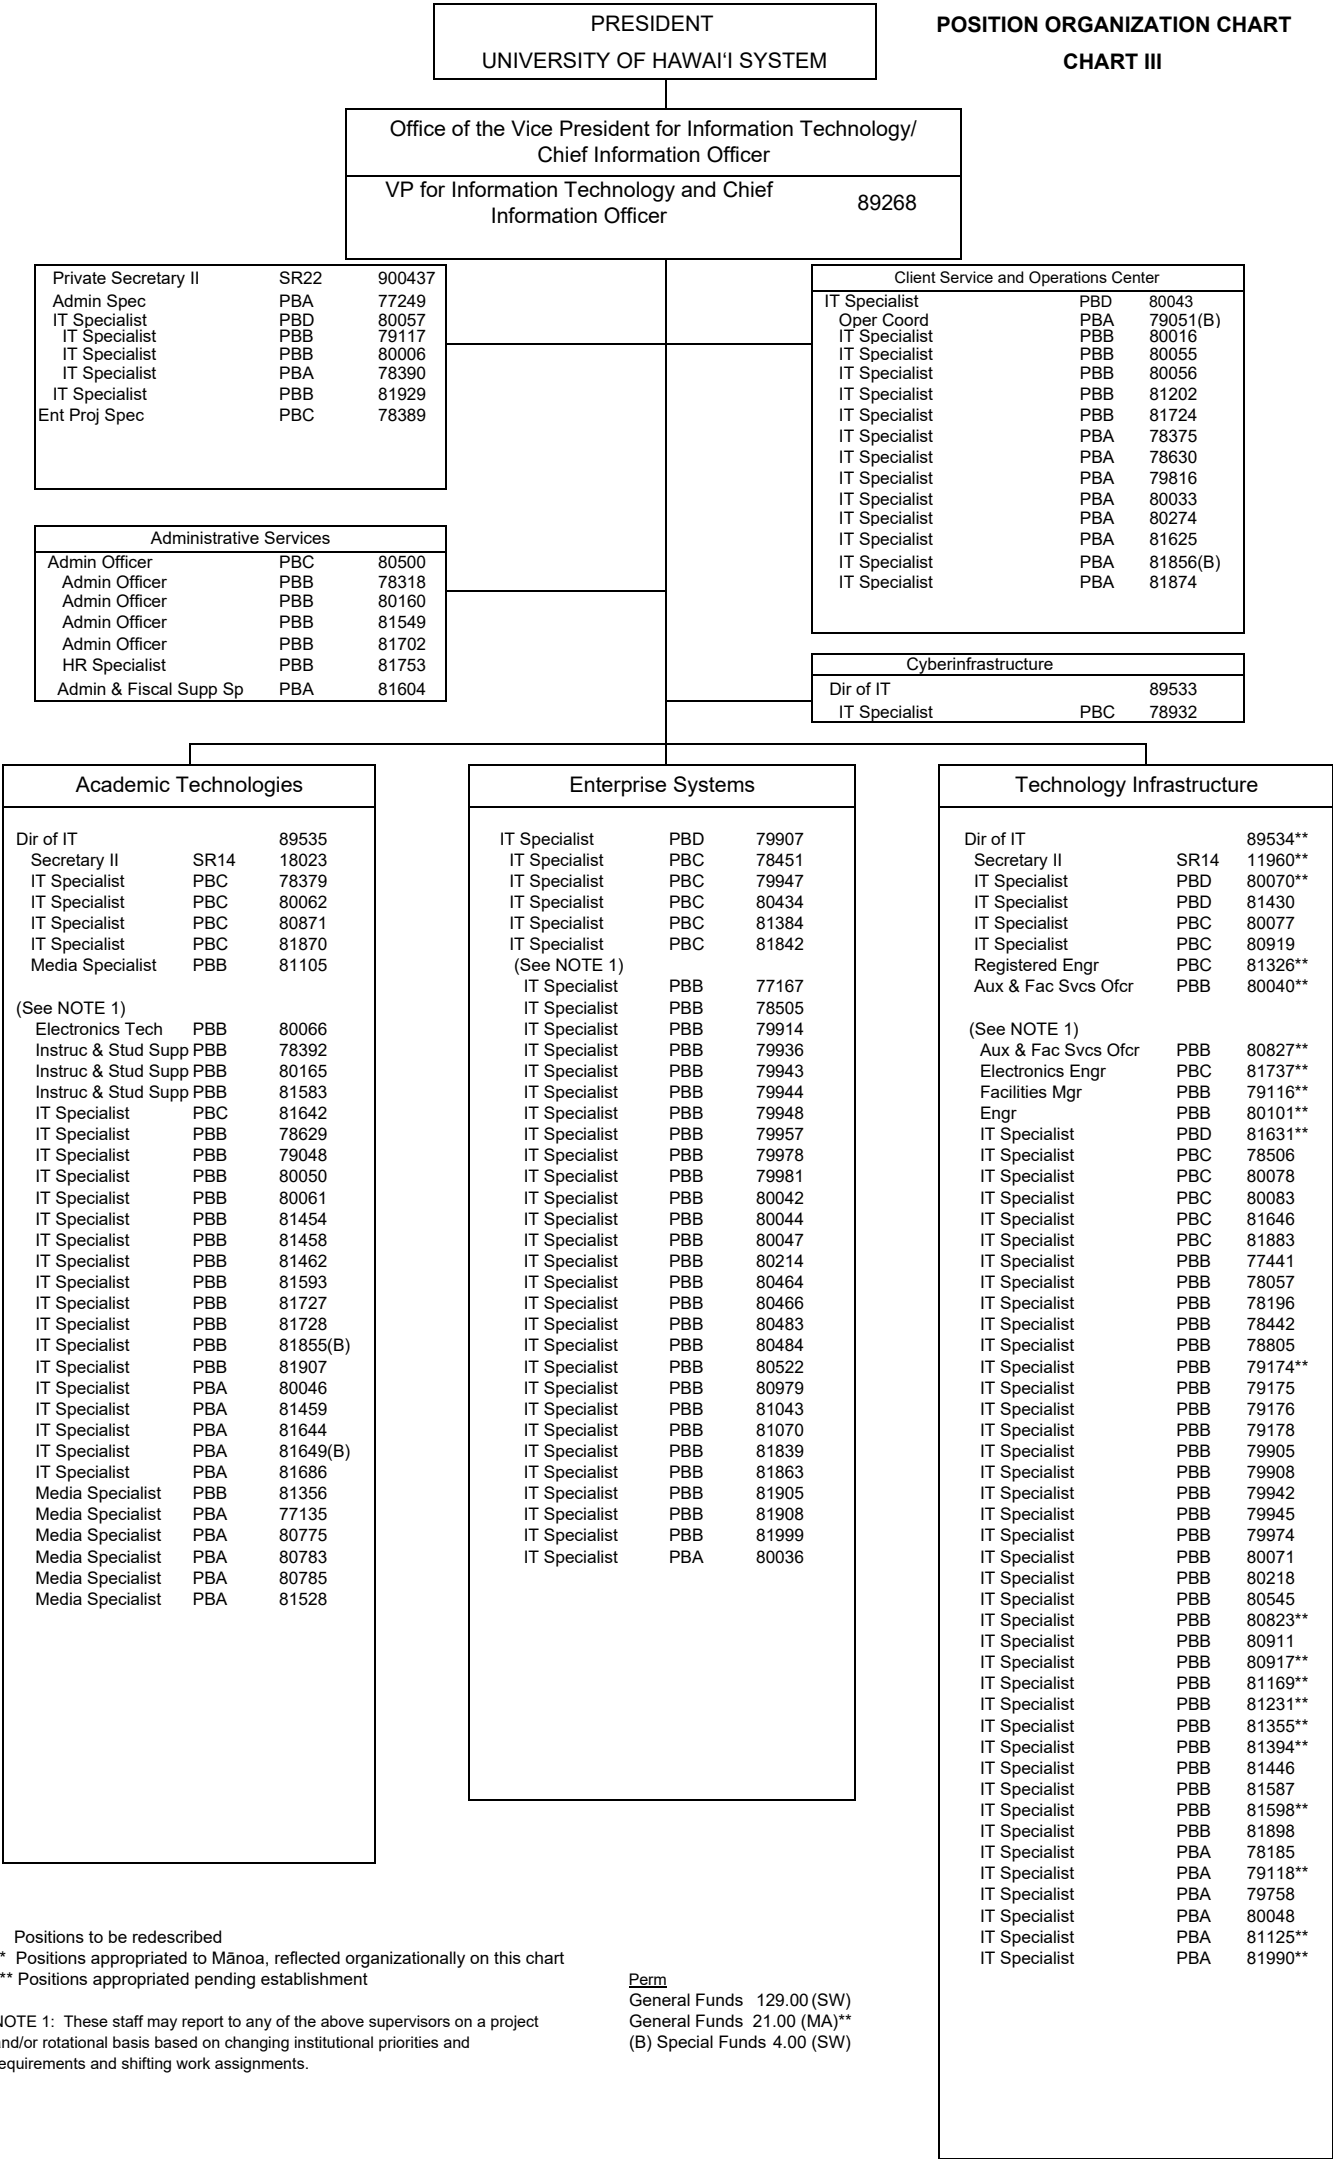 PRESIDENT
UNIVERSITY OF HAWAIʻI SYSTEM
POSITION ORGANIZATION CHART
CHART III
Office of the Vice President for Information Technology/
Chief Information Officer
VP for Information Technology and Chief
Information Officer 89268
Private Secretary II SR22 900437
Admin Spec PBA 77249
IT Specialist PBD 80057
IT Specialist PBB 79117
IT Specialist PBB 80006
IT Specialist PBA 78390
IT Specialist PBB 81929
Ent Proj Spec PBC 78389
Client Service and Operations Center
IT Specialist PBD 80043
Oper Coord PBA 79051(B)
IT Specialist PBB 80016
IT Specialist PBB 80055
IT Specialist PBB 80056
IT Specialist PBB 81202
IT Specialist PBB 81724
IT Specialist PBA 78375
IT Specialist PBA 78630
IT Specialist PBA 79816
IT Specialist PBA 80033
IT Specialist PBA 80274
IT Specialist PBA 81625
IT Specialist PBA 81856(B)
IT Specialist PBA 81874
Administrative Services
Admin Officer PBC 80500
Admin Officer PBB 78318
Admin Officer PBB 80160
Admin Officer PBB 81549
Admin Officer PBB 81702
HR Specialist PBB 81753
Admin & Fiscal Supp Sp PBA 81604
Cyberinfrastructure
Dir of IT 89533
IT Specialist PBC 78932
Academic Technologies
Dir of IT 89535
Secretary II SR14 18023
IT Specialist PBC 78379
IT Specialist PBC 80062
IT Specialist PBC 80871
IT Specialist PBC 81870
Media Specialist PBB 81105
(See NOTE 1)
Electronics Tech PBB 80066
Instruc & Stud Supp PBB 78392
Instruc & Stud Supp PBB 80165
Instruc & Stud Supp PBB 81583
IT Specialist PBC 81642
IT Specialist PBB 78629
IT Specialist PBB 79048
IT Specialist PBB 80050
IT Specialist PBB 80061
IT Specialist PBB 81454
IT Specialist PBB 81458
IT Specialist PBB 81462
IT Specialist PBB 81593
IT Specialist PBB 81727
IT Specialist PBB 81728
IT Specialist PBB 81855(B)
IT Specialist PBB 81907
IT Specialist PBA 80046
IT Specialist PBA 81459
IT Specialist PBA 81644
IT Specialist PBA 81649(B)
IT Specialist PBA 81686
Media Specialist PBB 81356
Media Specialist PBA 77135
Media Specialist PBA 80775
Media Specialist PBA 80783
Media Specialist PBA 80785
Media Specialist PBA 81528
Enterprise Systems
IT Specialist PBD 79907
IT Specialist PBC 78451
IT Specialist PBC 79947
IT Specialist PBC 80434
IT Specialist PBC 81384
IT Specialist PBC 81842
(See NOTE 1)
IT Specialist PBB 77167
IT Specialist PBB 78505
IT Specialist PBB 79914
IT Specialist PBB 79936
IT Specialist PBB 79943
IT Specialist PBB 79944
IT Specialist PBB 79948
IT Specialist PBB 79957
IT Specialist PBB 79978
IT Specialist PBB 79981
IT Specialist PBB 80042
IT Specialist PBB 80044
IT Specialist PBB 80047
IT Specialist PBB 80214
IT Specialist PBB 80464
IT Specialist PBB 80466
IT Specialist PBB 80483
IT Specialist PBB 80484
IT Specialist PBB 80522
IT Specialist PBB 80979
IT Specialist PBB 81043
IT Specialist PBB 81070
IT Specialist PBB 81839
IT Specialist PBB 81863
IT Specialist PBB 81905
IT Specialist PBB 81908
IT Specialist PBB 81999
IT Specialist PBA 80036
Technology Infrastructure
Dir of IT 89534**
Secretary II SR14 11960**
IT Specialist PBD 80070**
IT Specialist PBD 81430
IT Specialist PBC 80077
IT Specialist PBC 80919
Registered Engr PBC 81326**
Aux & Fac Svcs Ofcr PBB 80040**
(See NOTE 1)
Aux & Fac Svcs Ofcr PBB 80827**
Electronics Engr PBC 81737**
Facilities Mgr PBB 79116**
Engr PBB 80101**
IT Specialist PBD 81631**
IT Specialist PBC 78506
IT Specialist PBC 80078
IT Specialist PBC 80083
IT Specialist PBC 81646
IT Specialist PBC 81883
IT Specialist PBB 77441
IT Specialist PBB 78057
IT Specialist PBB 78196
IT Specialist PBB 78442
IT Specialist PBB 78805
IT Specialist PBB 79174**
IT Specialist PBB 79175
IT Specialist PBB 79176
IT Specialist PBB 79178
IT Specialist PBB 79905
IT Specialist PBB 79908
IT Specialist PBB 79942
IT Specialist PBB 79945
IT Specialist PBB 79974
IT Specialist PBB 80071
IT Specialist PBB 80218
IT Specialist PBB 80545
IT Specialist PBB 80823**
IT Specialist PBB 80911
IT Specialist PBB 80917**
IT Specialist PBB 81169**
IT Specialist PBB 81231**
IT Specialist PBB 81355**
IT Specialist PBB 81394**
IT Specialist PBB 81446
IT Specialist PBB 81587
IT Specialist PBB 81598**
IT Specialist PBB 81898
IT Specialist PBA 78185
IT Specialist PBA 79118**
IT Specialist PBA 79758
IT Specialist PBA 80048
IT Specialist PBA 81125**
IT Specialist PBA 81990**
Positions to be redescribed
* Positions appropriated to Mānoa, reflected organizationally on this chart
** Positions appropriated pending establishment
NOTE 1: These staff may report to any of the above supervisors on a project
and/or rotational basis based on changing institutional priorities and
equirements and shifting work assignments.
Perm
General Funds 129.00 (SW)
General Funds 21.00 (MA)**
(B) Special Funds 4.00 (SW)